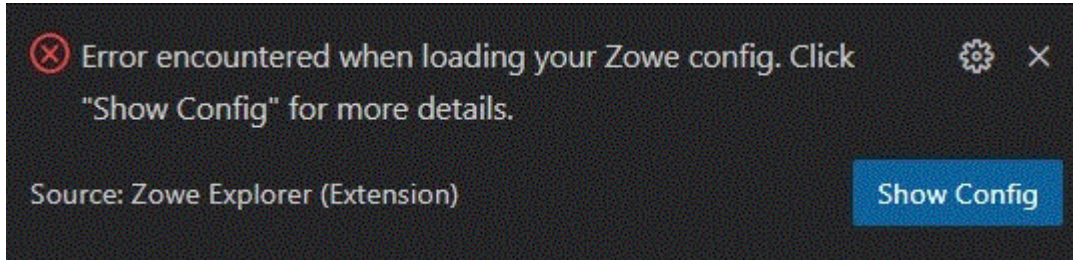 Error encountered when loading your Zowe config. Click
"Show Config" for more details.
Source: Zowe Explorer (Extension)
Show Config